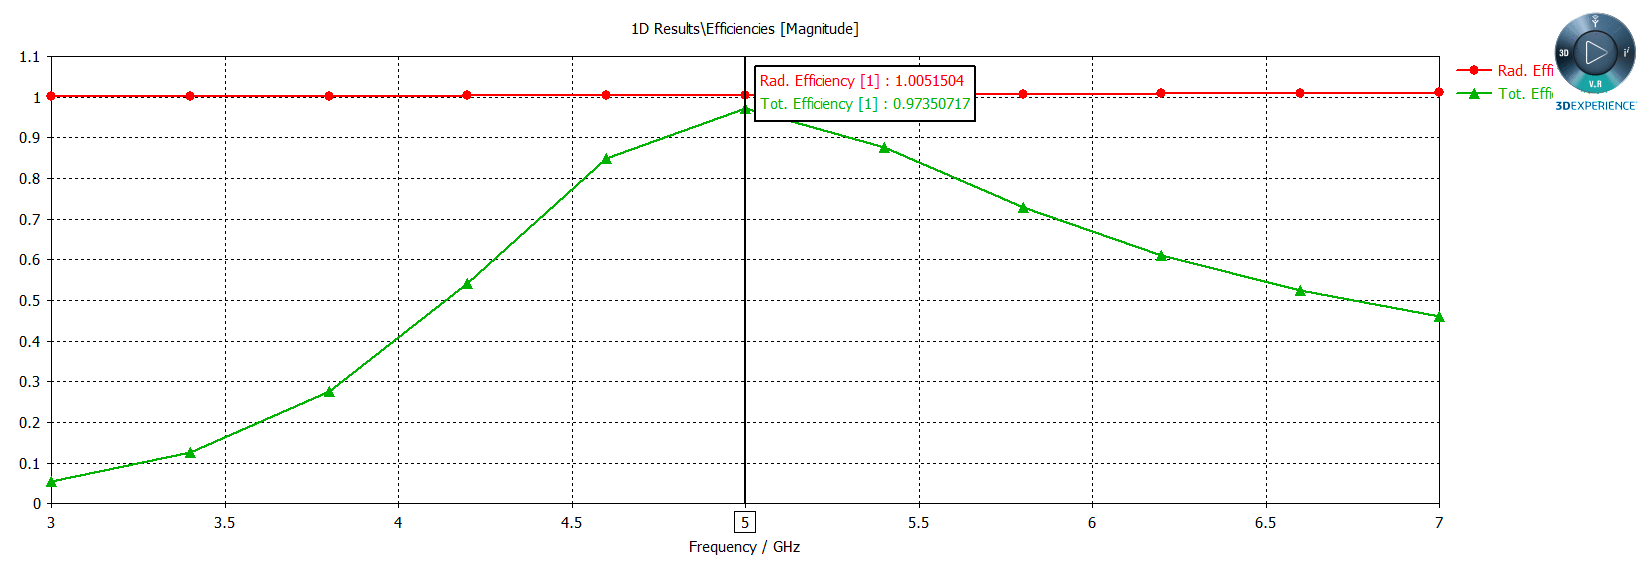 1D Results\Efficiencies [Magnitude]
1.1
1
0.9
0.8
0.7
0.6
0.5
0.4
0.3
0.2
0.1
0
3
3.5
4
4.5
5
5.5
6
6.5
7
Frequency / GHz
Rad. Efficiency [1] : 1.0051504
Tot. Efficiency [1] : 0.97350717
Rad. Effi
Tot. Effi
3D
i²
V.R
3DEXPERIENCE